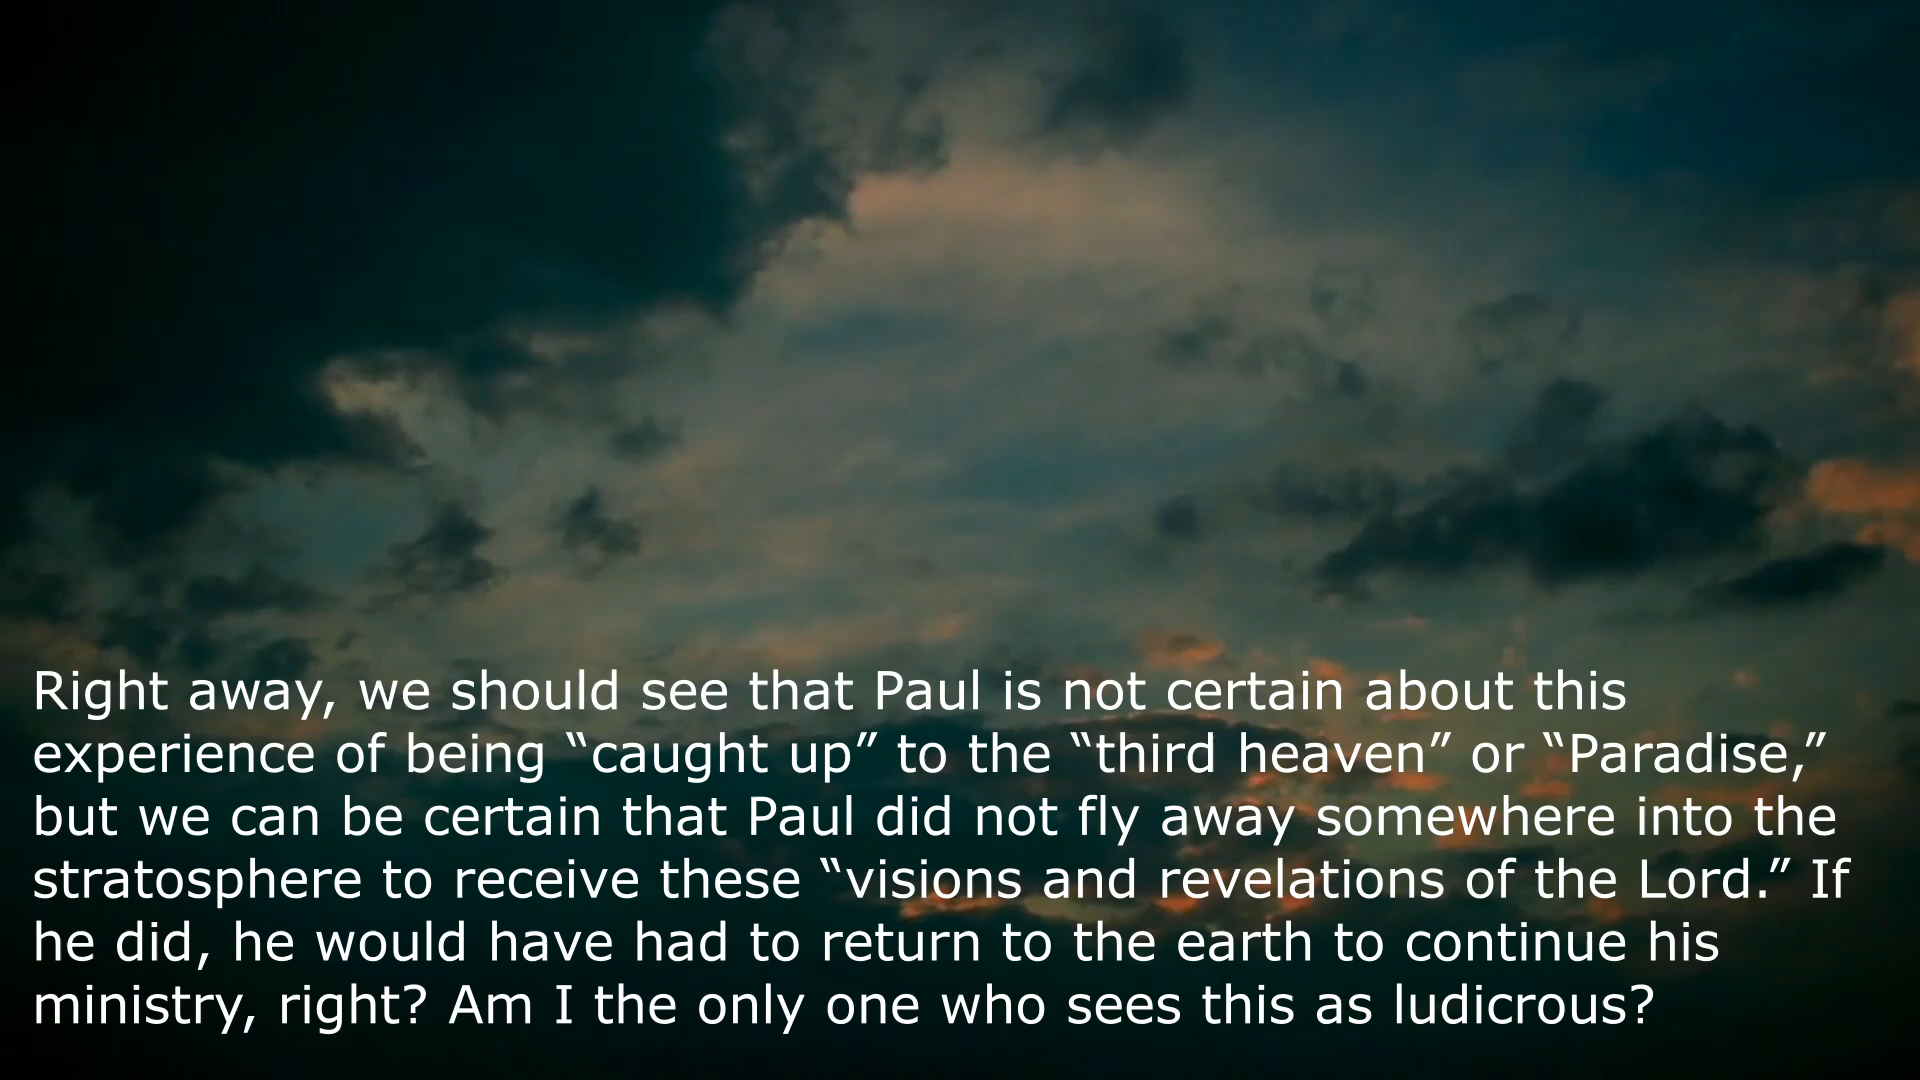 Right away, we should see that Paul is not certain about this
experience of being “caught up” to the “third heaven” or “Paradise,”
but we can be certain that Paul did not fly away somewhere into the
stratosphere to receive these “visions and revelations of the Lord.” If
he did, he would have had to return to the earth to continue his
ministry, right? Am I the only one who sees this as ludicrous?